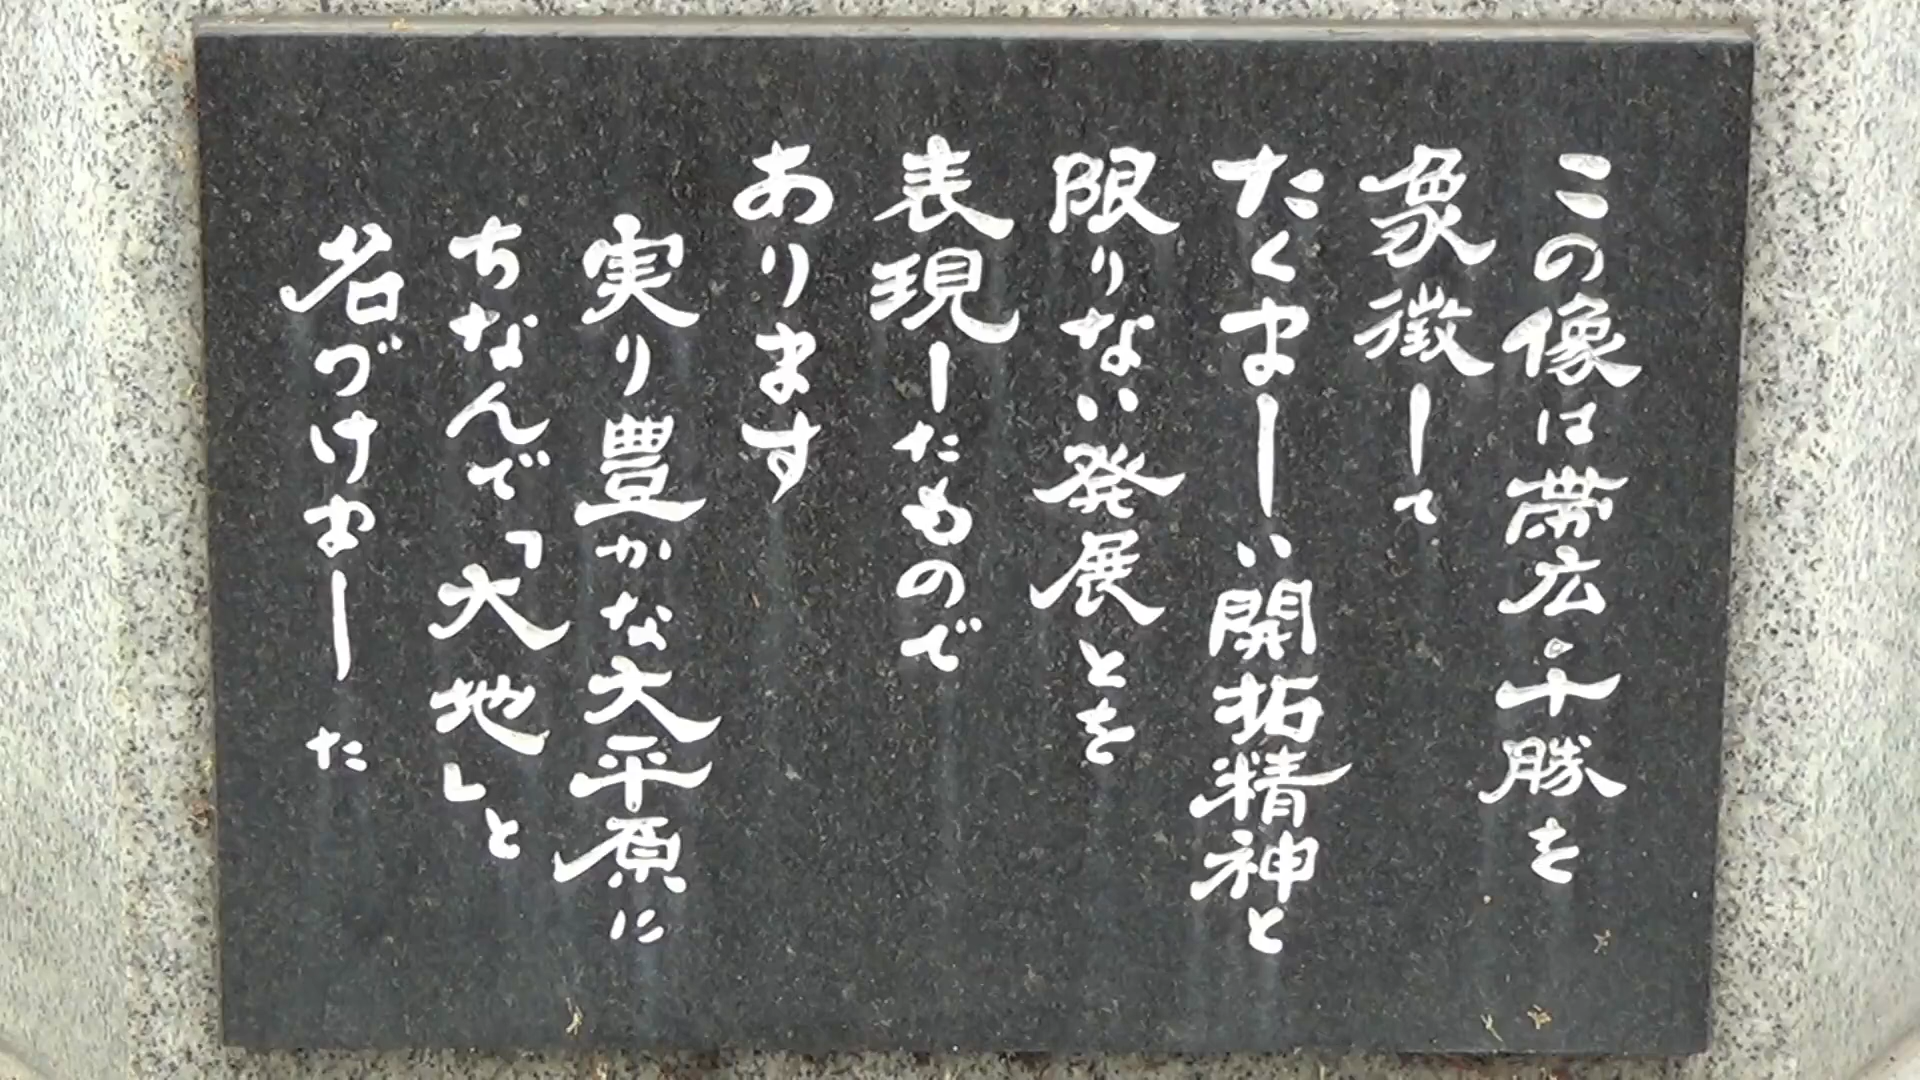 この像は帯広・十勝を
象徴して
たくましい開拓精神と
限りない発展とを
表現したもので
あります
実り豊かな大平原に
ちなんで「大地」と
名づけました